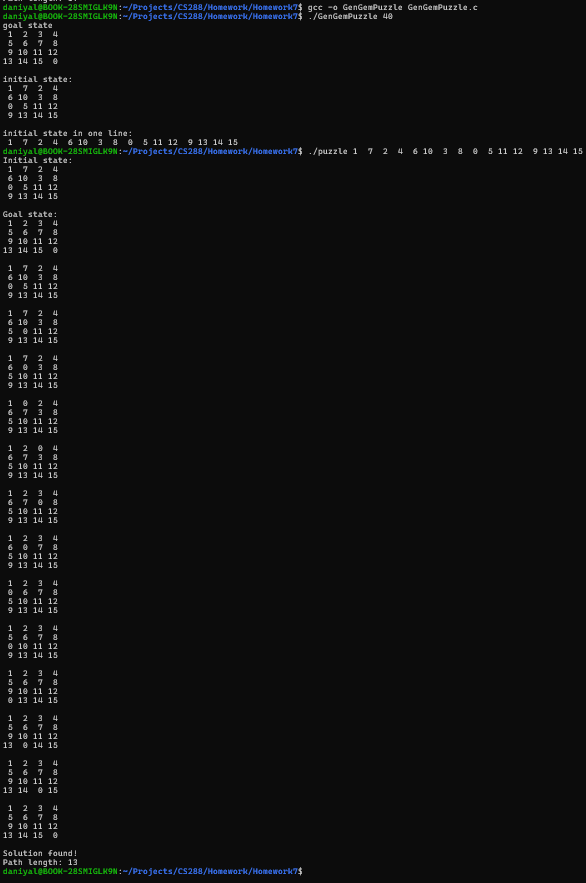 daniyal@BOOK-28SMIGLK9N:~/Projects/CS288/Homework/Homework7$ gcc -o GenGemPuzzle GenGemPuzzle.c
daniyal@BOOK-28SMIGLK9N:~/Projects/CS288/Homework/Homework7$ ./GenGemPuzzle 40
goal state
 1  2  3  4
 5  6  7  8
 9 10 11 12
13 14 15  0

initial state:
 1  7  2  4
 6 10  3  8
 0  5 11 12
 9 13 14 15

initial state in one line:
 1  7  2  4  6 10  3  8  0  5 11 12  9 13 14 15
daniyal@BOOK-28SMIGLK9N:~/Projects/CS288/Homework/Homework7$ ./puzzle 1  7  2  4  6 10  3  8  0  5 11 12  9 13 14 15
Initial state:
 1  7  2  4
 6 10  3  8
 0  5 11 12
 9 13 14 15

Goal state:
 1  2  3  4
 5  6  7  8
 9 10 11 12
13 14 15  0

 1  7  2  4
 6 10  3  8
 0  5 11 12
 9 13 14 15

 1  7  2  4
 6 10  3  8
 5  0 11 12
 9 13 14 15

 1  7  2  4
 6  0  3  8
 5 10 11 12
 9 13 14 15

 1  0  2  4
 6  7  3  8
 5 10 11 12
 9 13 14 15

 1  2  0  4
 6  7  3  8
 5 10 11 12
 9 13 14 15

 1  2  3  4
 6  7  0  8
 5 10 11 12
 9 13 14 15

 1  2  3  4
 6  0  7  8
 5 10 11 12
 9 13 14 15

 1  2  3  4
 0  6  7  8
 5 10 11 12
 9 13 14 15

 1  2  3  4
 5  6  7  8
 0 10 11 12
 9 13 14 15

 1  2  3  4
 5  6  7  8
 9 10 11 12
 0 13 14 15

 1  2  3  4
 5  6  7  8
 9 10 11 12
13  0 14 15

 1  2  3  4
 5  6  7  8
 9 10 11 12
13 14  0 15

 1  2  3  4
 5  6  7  8
 9 10 11 12
13 14 15  0

Solution found!
Path length: 13
daniyal@BOOK-28SMIGLK9N:~/Projects/CS288/Homework/Homework7$